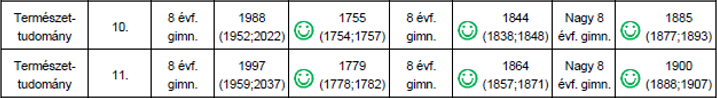 Természet-
tudomány
10.
8 évf.
gimn.
1988
(1952;2022)
1755
(1754;1757)
8 évf.
gimn.
1844
(1838;1848)
Nagy 8
évf. gimn.
1885
(1877;1893)
Természet-
tudomány
11.
8 évf.
gimn.
1997
(1959;2037)
1779
(1778;1782)
8 évf.
gimn.
1864
(1857;1871)
Nagy 8
évf. gimn.
1900
(1888;1907)